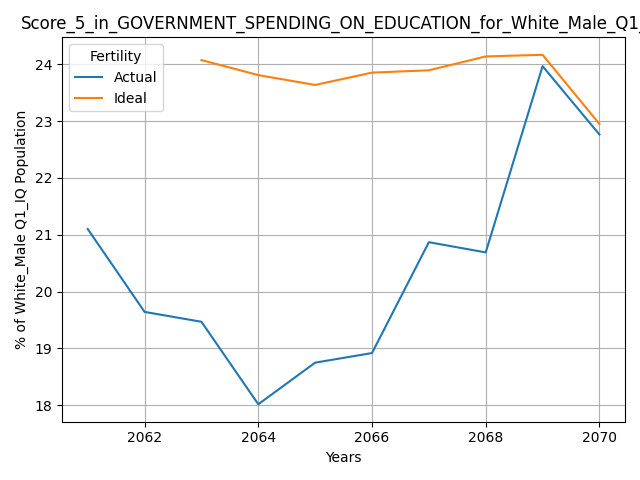 Score_5_in_GOVERNMENT_SPENDING_ON_EDUCATION_for_White_Male_Q1_
Fertility
Actual
Ideal
24
23
22
21
20
19
18
% of White_Male Q1_IQ Population
2062
2064
2066
2068
2070
Years